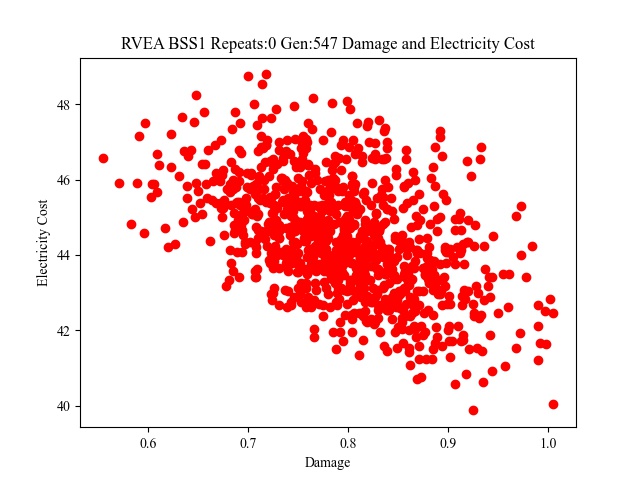 RVEA BSS1 Repeats:0 Gen:547 Damage and Electricity Cost
48
46
44
42
40
Electricity Cost
0.6 0.7 0.8 0.9 1.0
Damage